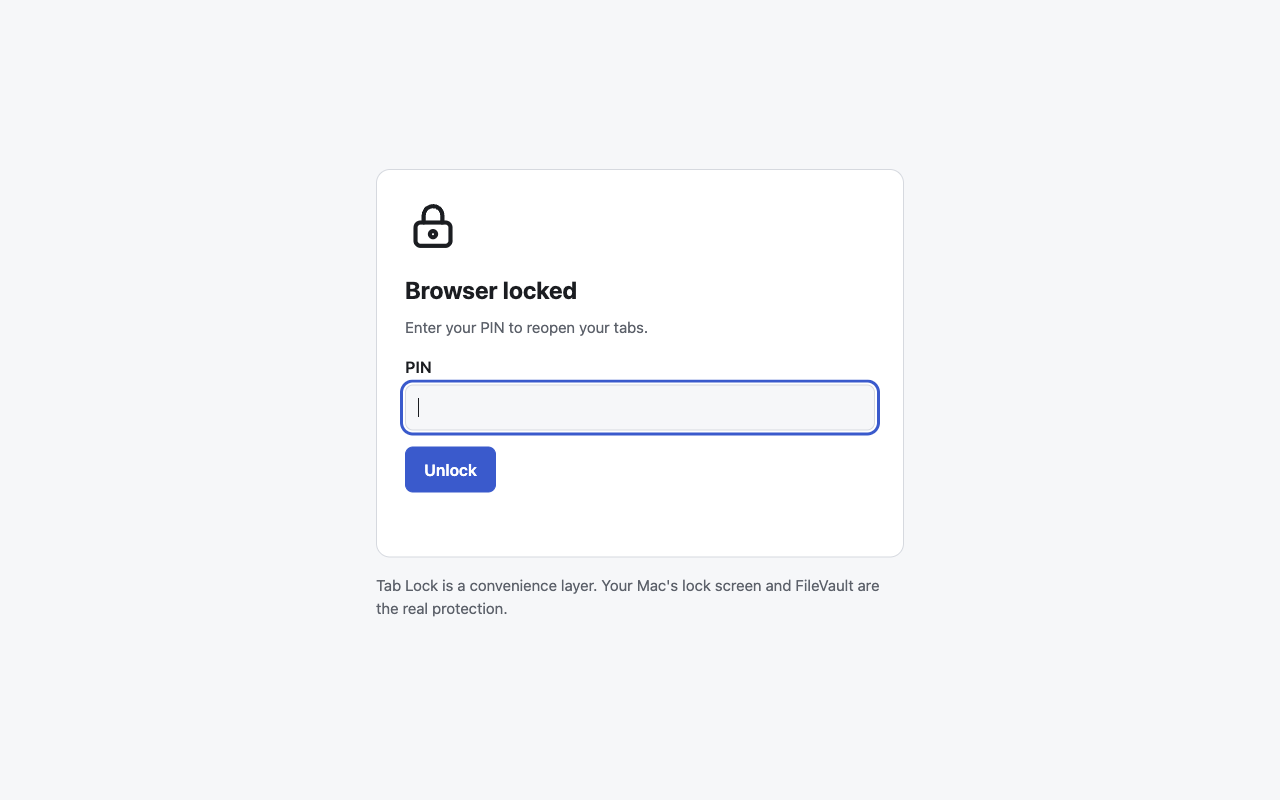 Browser locked
Enter your PIN to reopen your tabs.
PIN
Unlock
Tab Lock is a convenience layer. Your Mac's lock screen and FileVault are
the real protection.